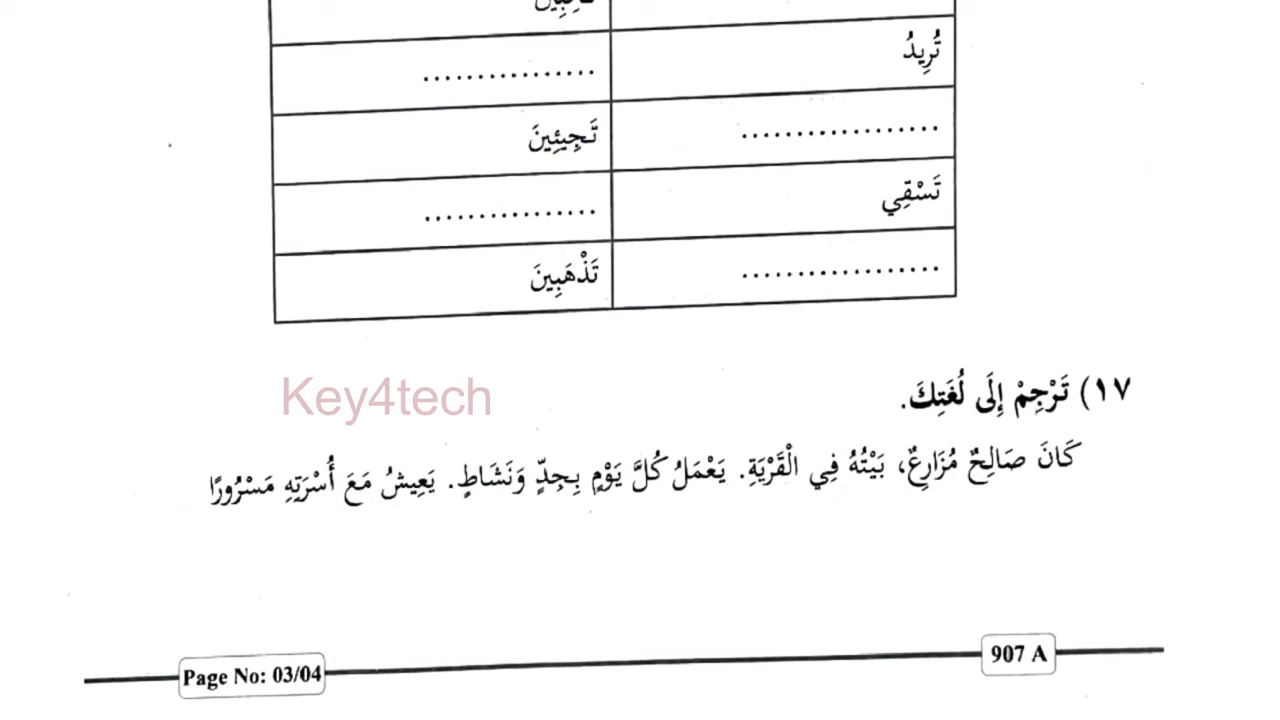 تُرِيدُ
................
..................
تَجِيئِينَ
تَسْقِي
................
..................
تَذْهَبِينَ
Key4tech
١٧) تَرْجِمْ إِلَى لُغَتِكَ.
كَانَ صَالِحٌ مُزَارِعٌ، بَيْتُهُ فِي الْقَرْيَةِ. يَعْمَلُ كُلَّ يَوْمٍ بِجِدٍّ وَنَشَاطٍ. يَعِيشُ مَعَ أُسْرَتِهِ مَسْرُورًا
Page No: 03/04
907 A